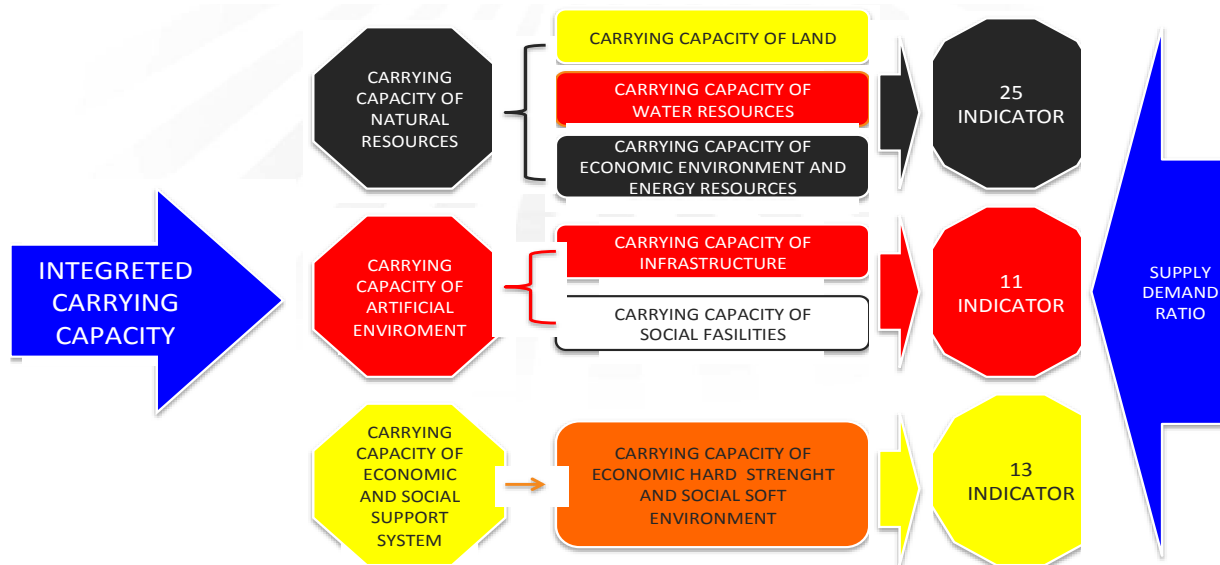 INTEGRETED
CARRYING
CAPACITY
CARRYING
CAPACITY OF
NATURAL
RESOURCES
CARRYING CAPACITY OF LAND
CARRYING CAPACITY OF
WATER RESOURCES
CARRYING CAPACITY OF
ECONOMIC ENVIRONMENT AND
ENERGY RESOURCES
25
INDICATOR
CARRYING
CAPACITY OF
ARTIFICIAL
ENVIROMENT
CARRYING CAPACITY OF
INFRASTRUCTURE
CARRYING CAPACITY OF
SOCIAL FASILITIES
11
INDICATOR
CARRYING
CAPACITY OF
ECONOMIC
AND SOCIAL
SUPPORT
SYSTEM
CARRYING CAPACITY OF
ECONOMIC HARD STRENGHT
AND SOCIAL SOFT
ENVIRONMENT
13
INDICATOR
SUPPLY
DEMAND
RATIO